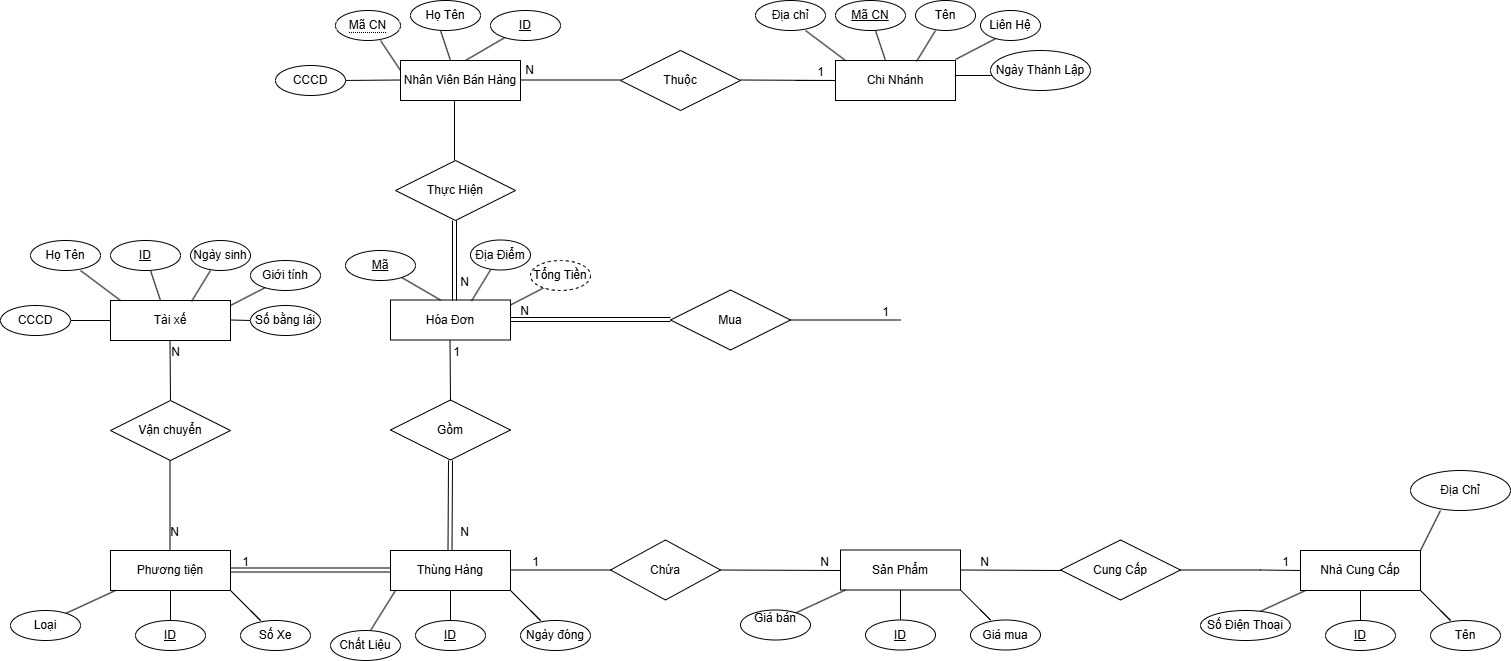 Mã CN
Họ Tên
ID
CCCD
Nhân Viên Bán Hàng
N
Thuộc
1
Địa chỉ
Mã CN
Tên
Liên Hệ
Chi Nhánh
Ngày Thành Lập
Thực Hiện
N
Họ Tên
ID
Ngày sinh
Giới tính
CCCD
Tài xế
Số bằng lái
N
Mã
Địa Điểm
Tổng Tiền
Hóa Đơn
N
Mua
1
1
Vận chuyển
Gồm
N
N
Phương tiện
1
Thùng Hàng
1
Chứa
N
Sản Phẩm
N
Cung Cấp
1
Nhà Cung Cấp
Địa Chỉ
Loại
ID
Số Xe
Chất Liệu
ID
Ngày đóng
Giá bán
ID
Giá mua
Số Điện Thoại
ID
Tên